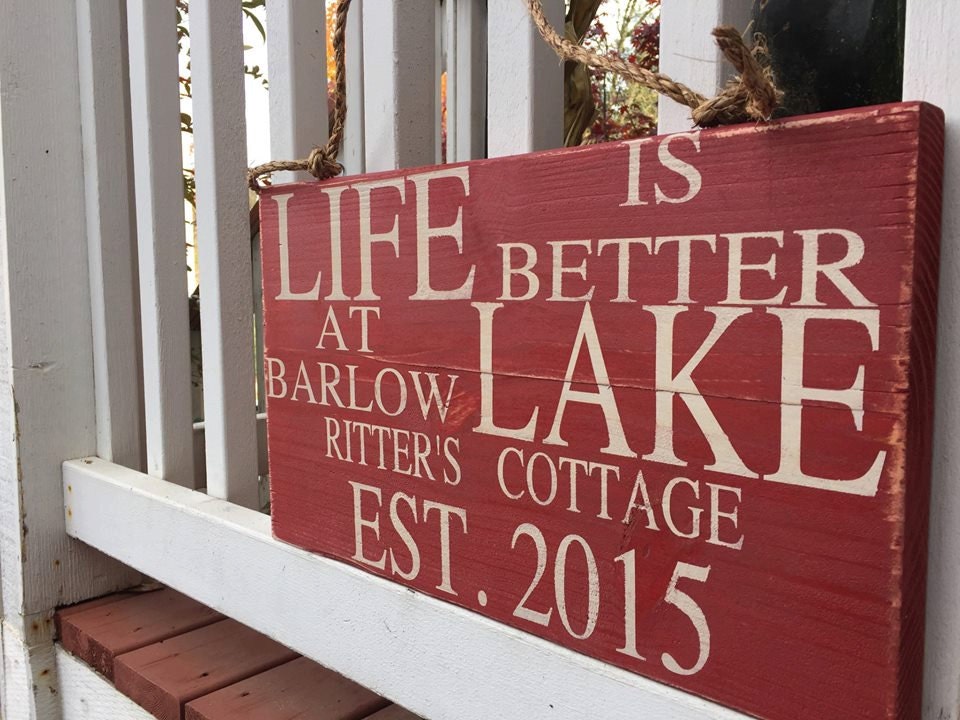 LIFE IS
BETTER
AT
BARLOW LAKE
RITTER'S COTTAGE
EST. 2015